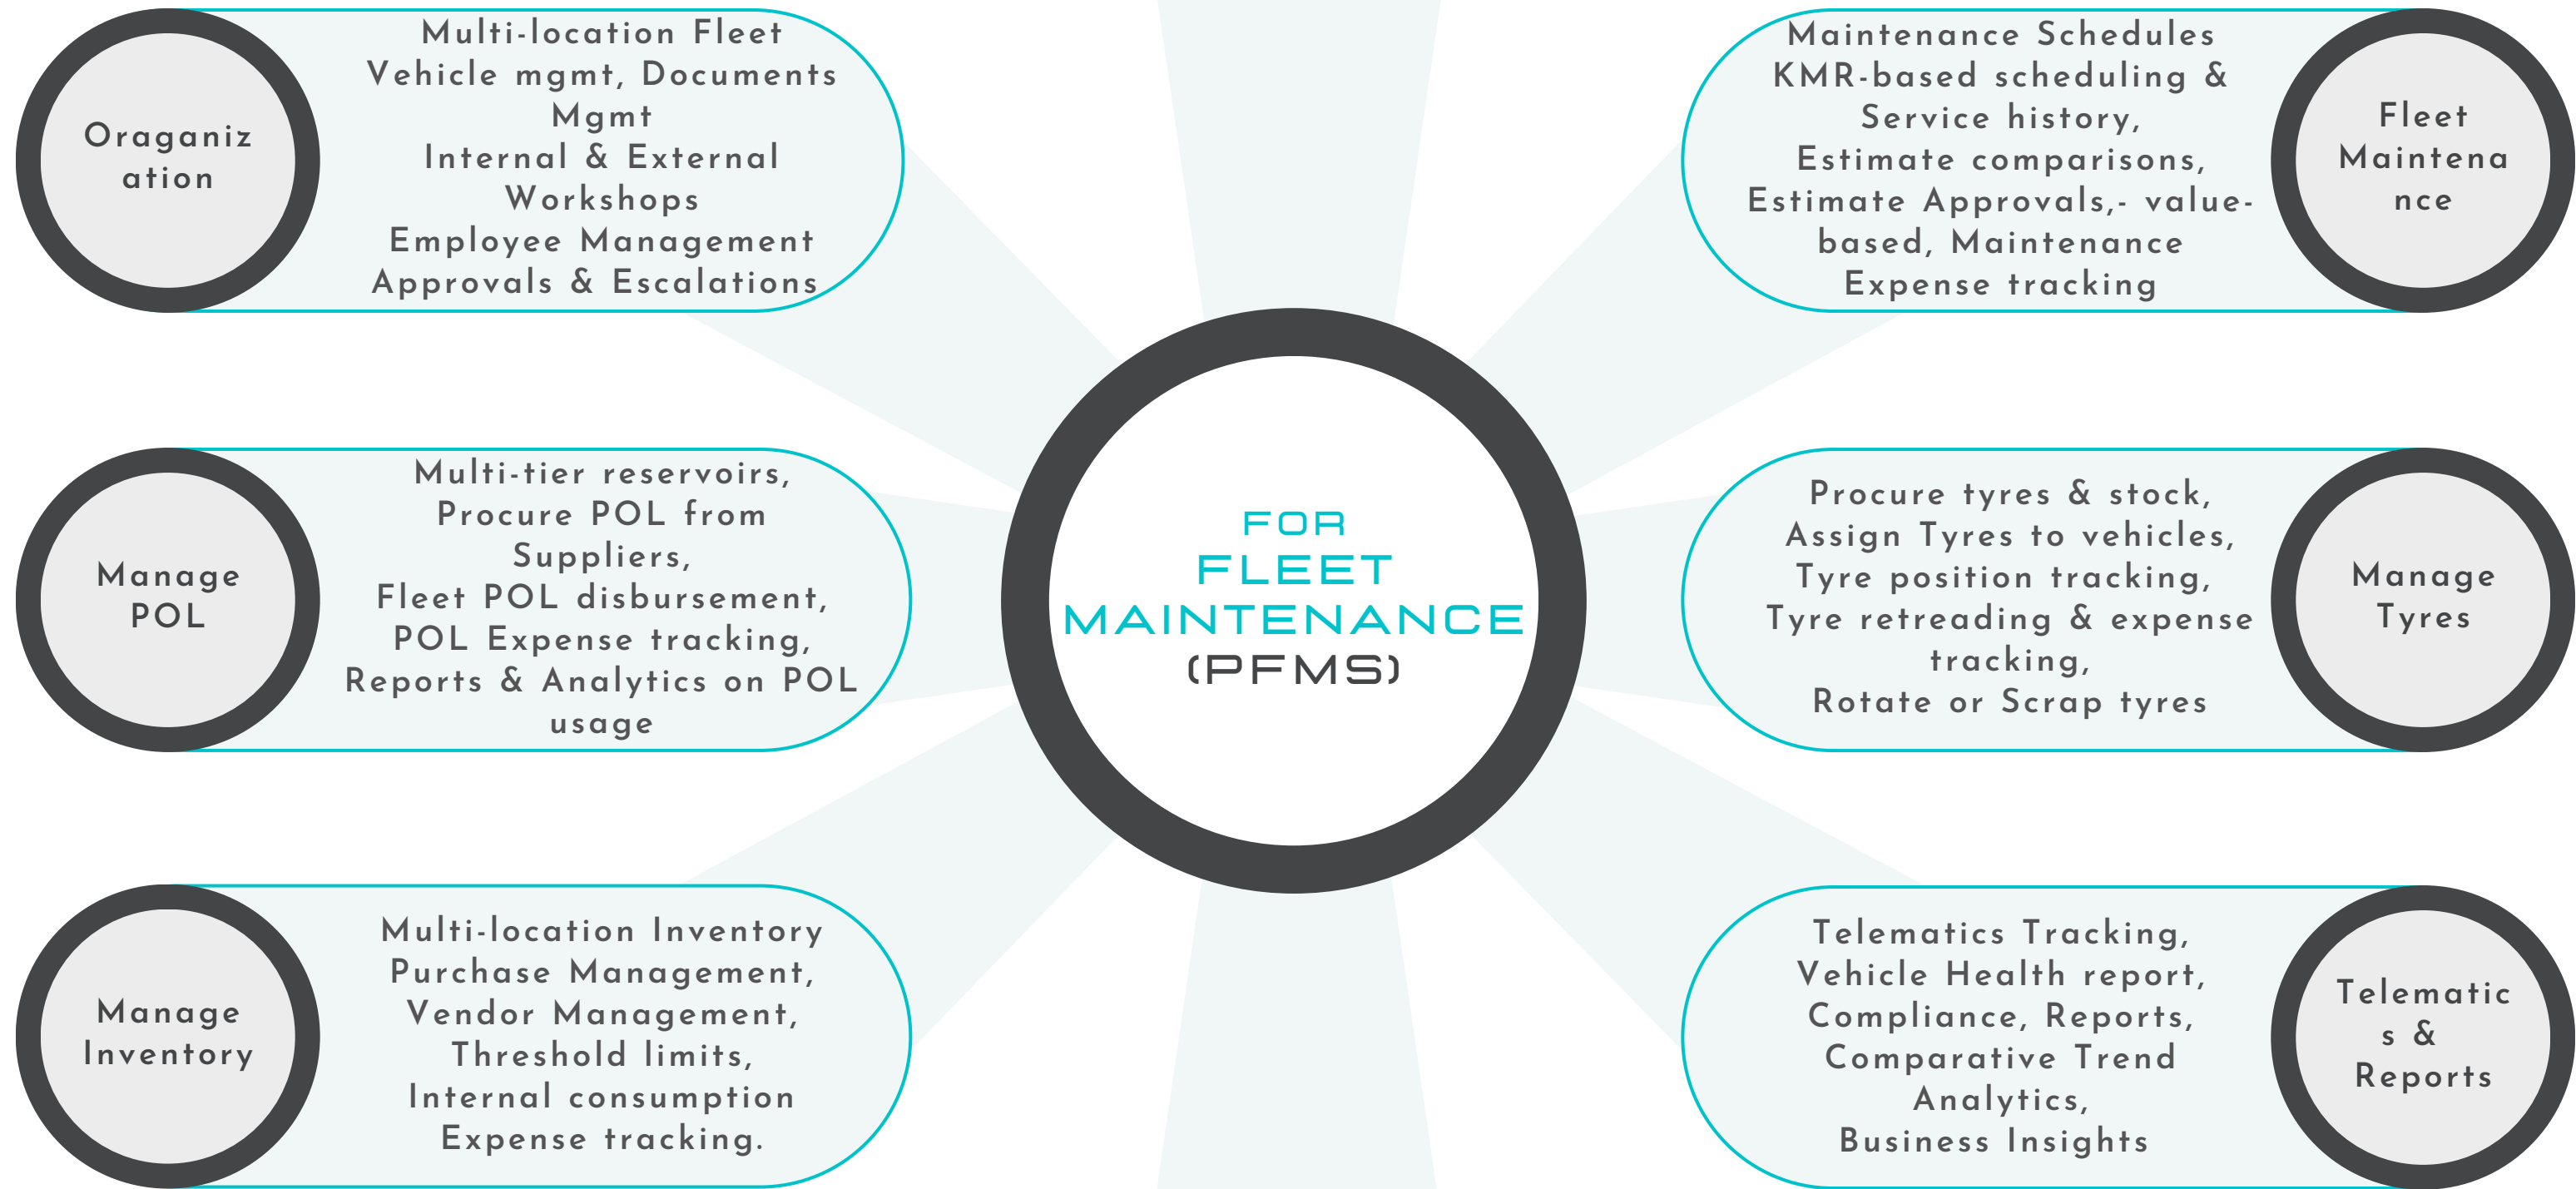 Oraganiz
ation
Multi-location Fleet
Vehicle mgmt, Documents
Mgmt
Internal & External
Workshops
Employee Management
Approvals & Escalations
Manage
POL
Multi-tier reservoirs,
Procure POL from
Suppliers,
Fleet POL disbursement,
POL Expense tracking,
Reports & Analytics on POL
usage
Manage
Inventory
Multi-location Inventory
Purchase Management,
Vendor Management,
Threshold limits,
Internal consumption
Expense tracking.
FOR
FLEET
MAINTENANCE
(PFMS)
Maintenance Schedules
KMR-based scheduling &
Service history,
Estimate comparisons,
Estimate Approvals,- value-
based, Maintenance
Expense tracking
Fleet
Maintena
nce
Procure tyres & stock,
Assign Tyres to vehicles,
Tyre position tracking,
Tyre retreading & expense
tracking,
Rotate or Scrap tyres
Manage
Tyres
Telematics Tracking,
Vehicle Health report,
Compliance, Reports,
Comparative Trend
Analytics,
Business Insights
Telematic
s &
Reports